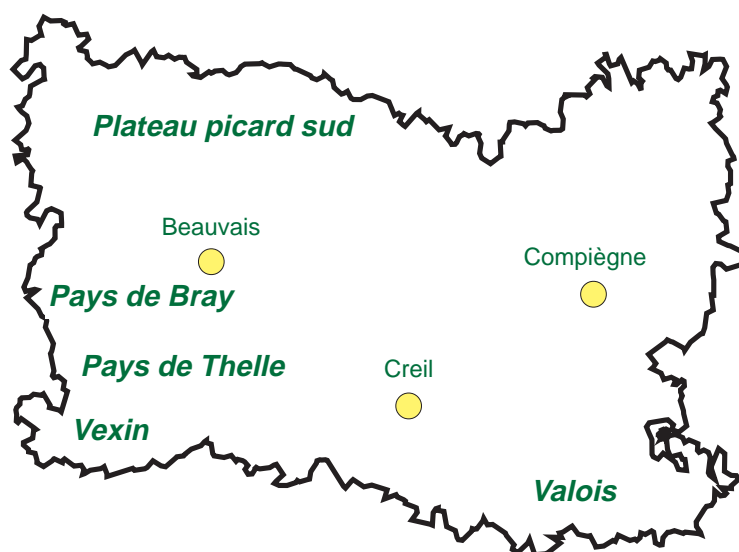 Plateau picard sud
Beauvais
Compiègne
Pays de Bray
Pays de Thelle
Creil
Vexin
Valois